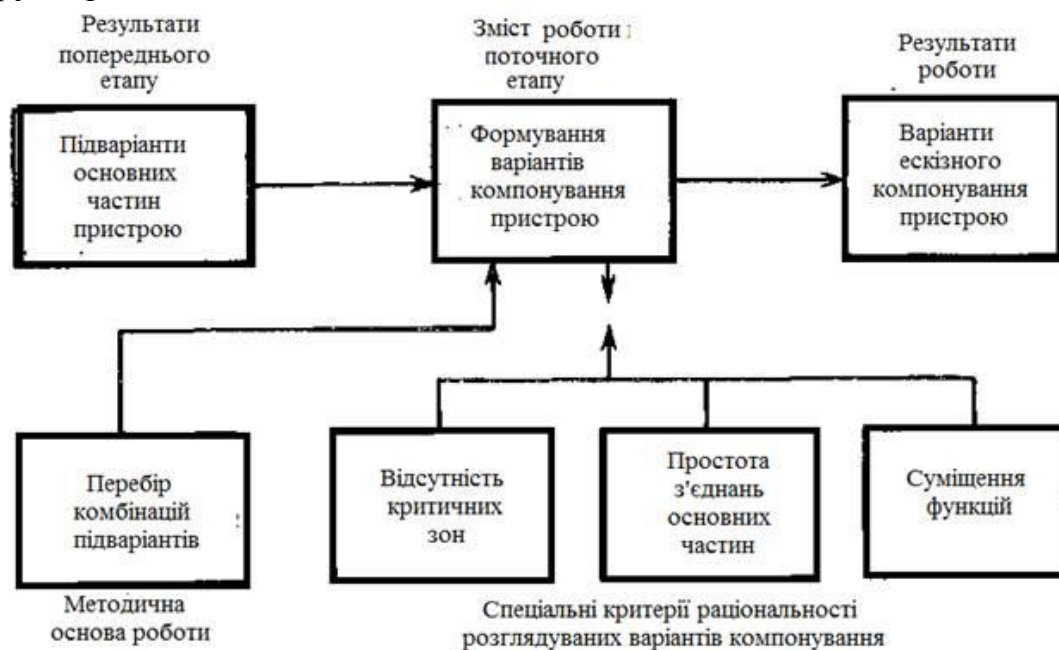 Результати
попереднього
етапу
Зміст роботи
поточного
етапу
Результати
роботи
Підваріанти
основних
частин
пристрою
Формування
варіантів
компонування
пристрою
Варіанти
ескізного
компонування
пристрою
Перебір
комбінацій
підваріантів
Відсутність
критичних
зон
Простота
з'єднань
основних
частин
Суміщення
функцій
Методична
основа роботи
Спеціальні критерії раціональності
розглядуваних варіантів компонування